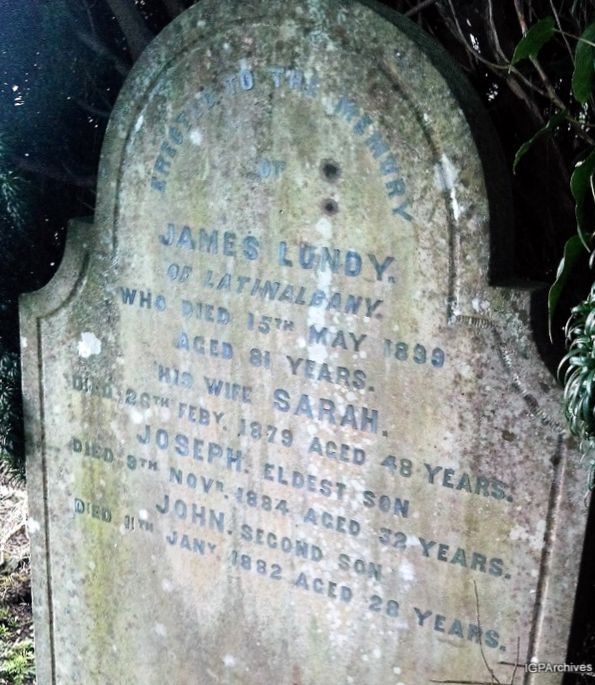 ERECTED TO THE MEMORY
OF
JAMES LUNDY.
OF LATINALBANY.
WHO DIED 15TH MAY 1899
AGED 81 YEARS.
HIS WIFE SARAH.
DIED 26TH FEBY. 1879 AGED 48 YEARS.
JOSEPH. ELDEST SON
DIED 9TH NOVR. 1884 AGED 32 YEARS.
JOHN. SECOND SON
DIED 11TH JANY 1882 AGED 28 YEARS.
IGPArchives